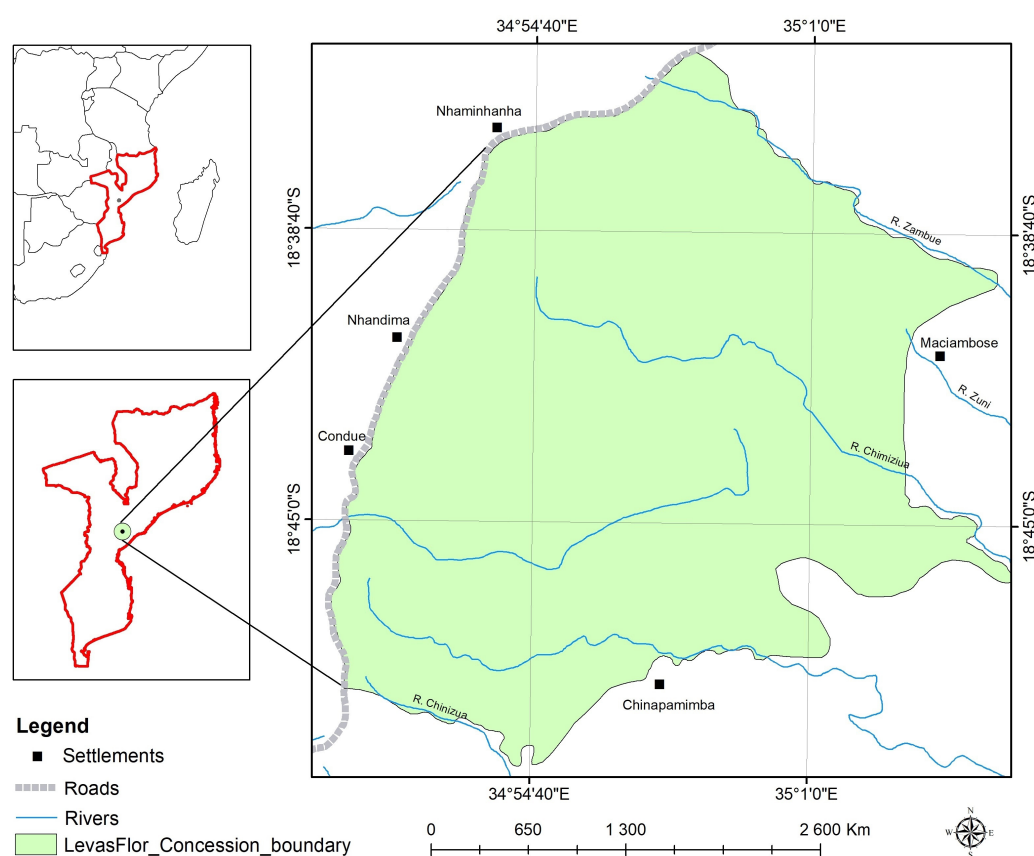 34°54'40"E 35°1'0"E
Nhaminhanha
18°38'40"S
18°38'40"S
R. Zambue
Nhandima
Maciambose
R. Zuni
Condue
R. Chimiziua
18°45'0"S
18°45'0"S
R. Chinizua
Chinapamimba
34°54'40"E 35°1'0"E
Legend
Settlements
Roads
Rivers
LevasFlor_Concession_boundary
0 650 1 300 2 600 Km
N
W E
S